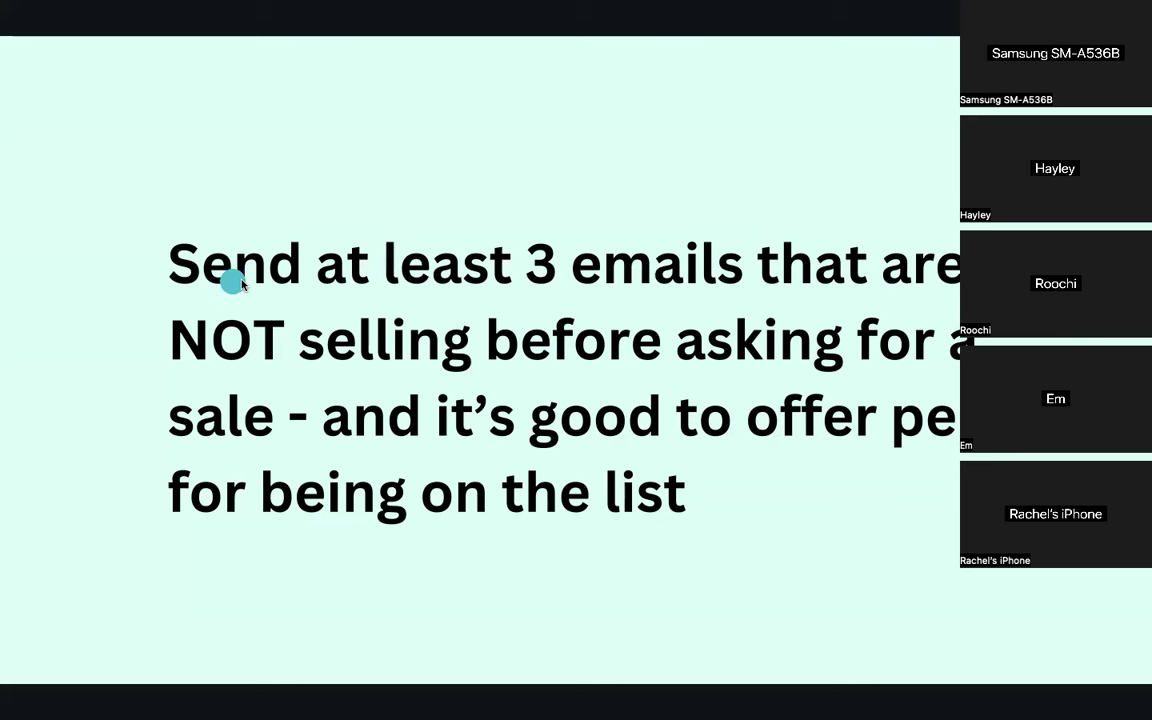 Send at least 3 emails that are
NOT selling before asking for a
sale - and it’s good to offer
for being on the list
Samsung SM-A536B
Samsung SM-A536B
Hayley
Hayley
Roochi
Roochi
Em
Em
Rachel’s iPhone
Rachel’s iPhone